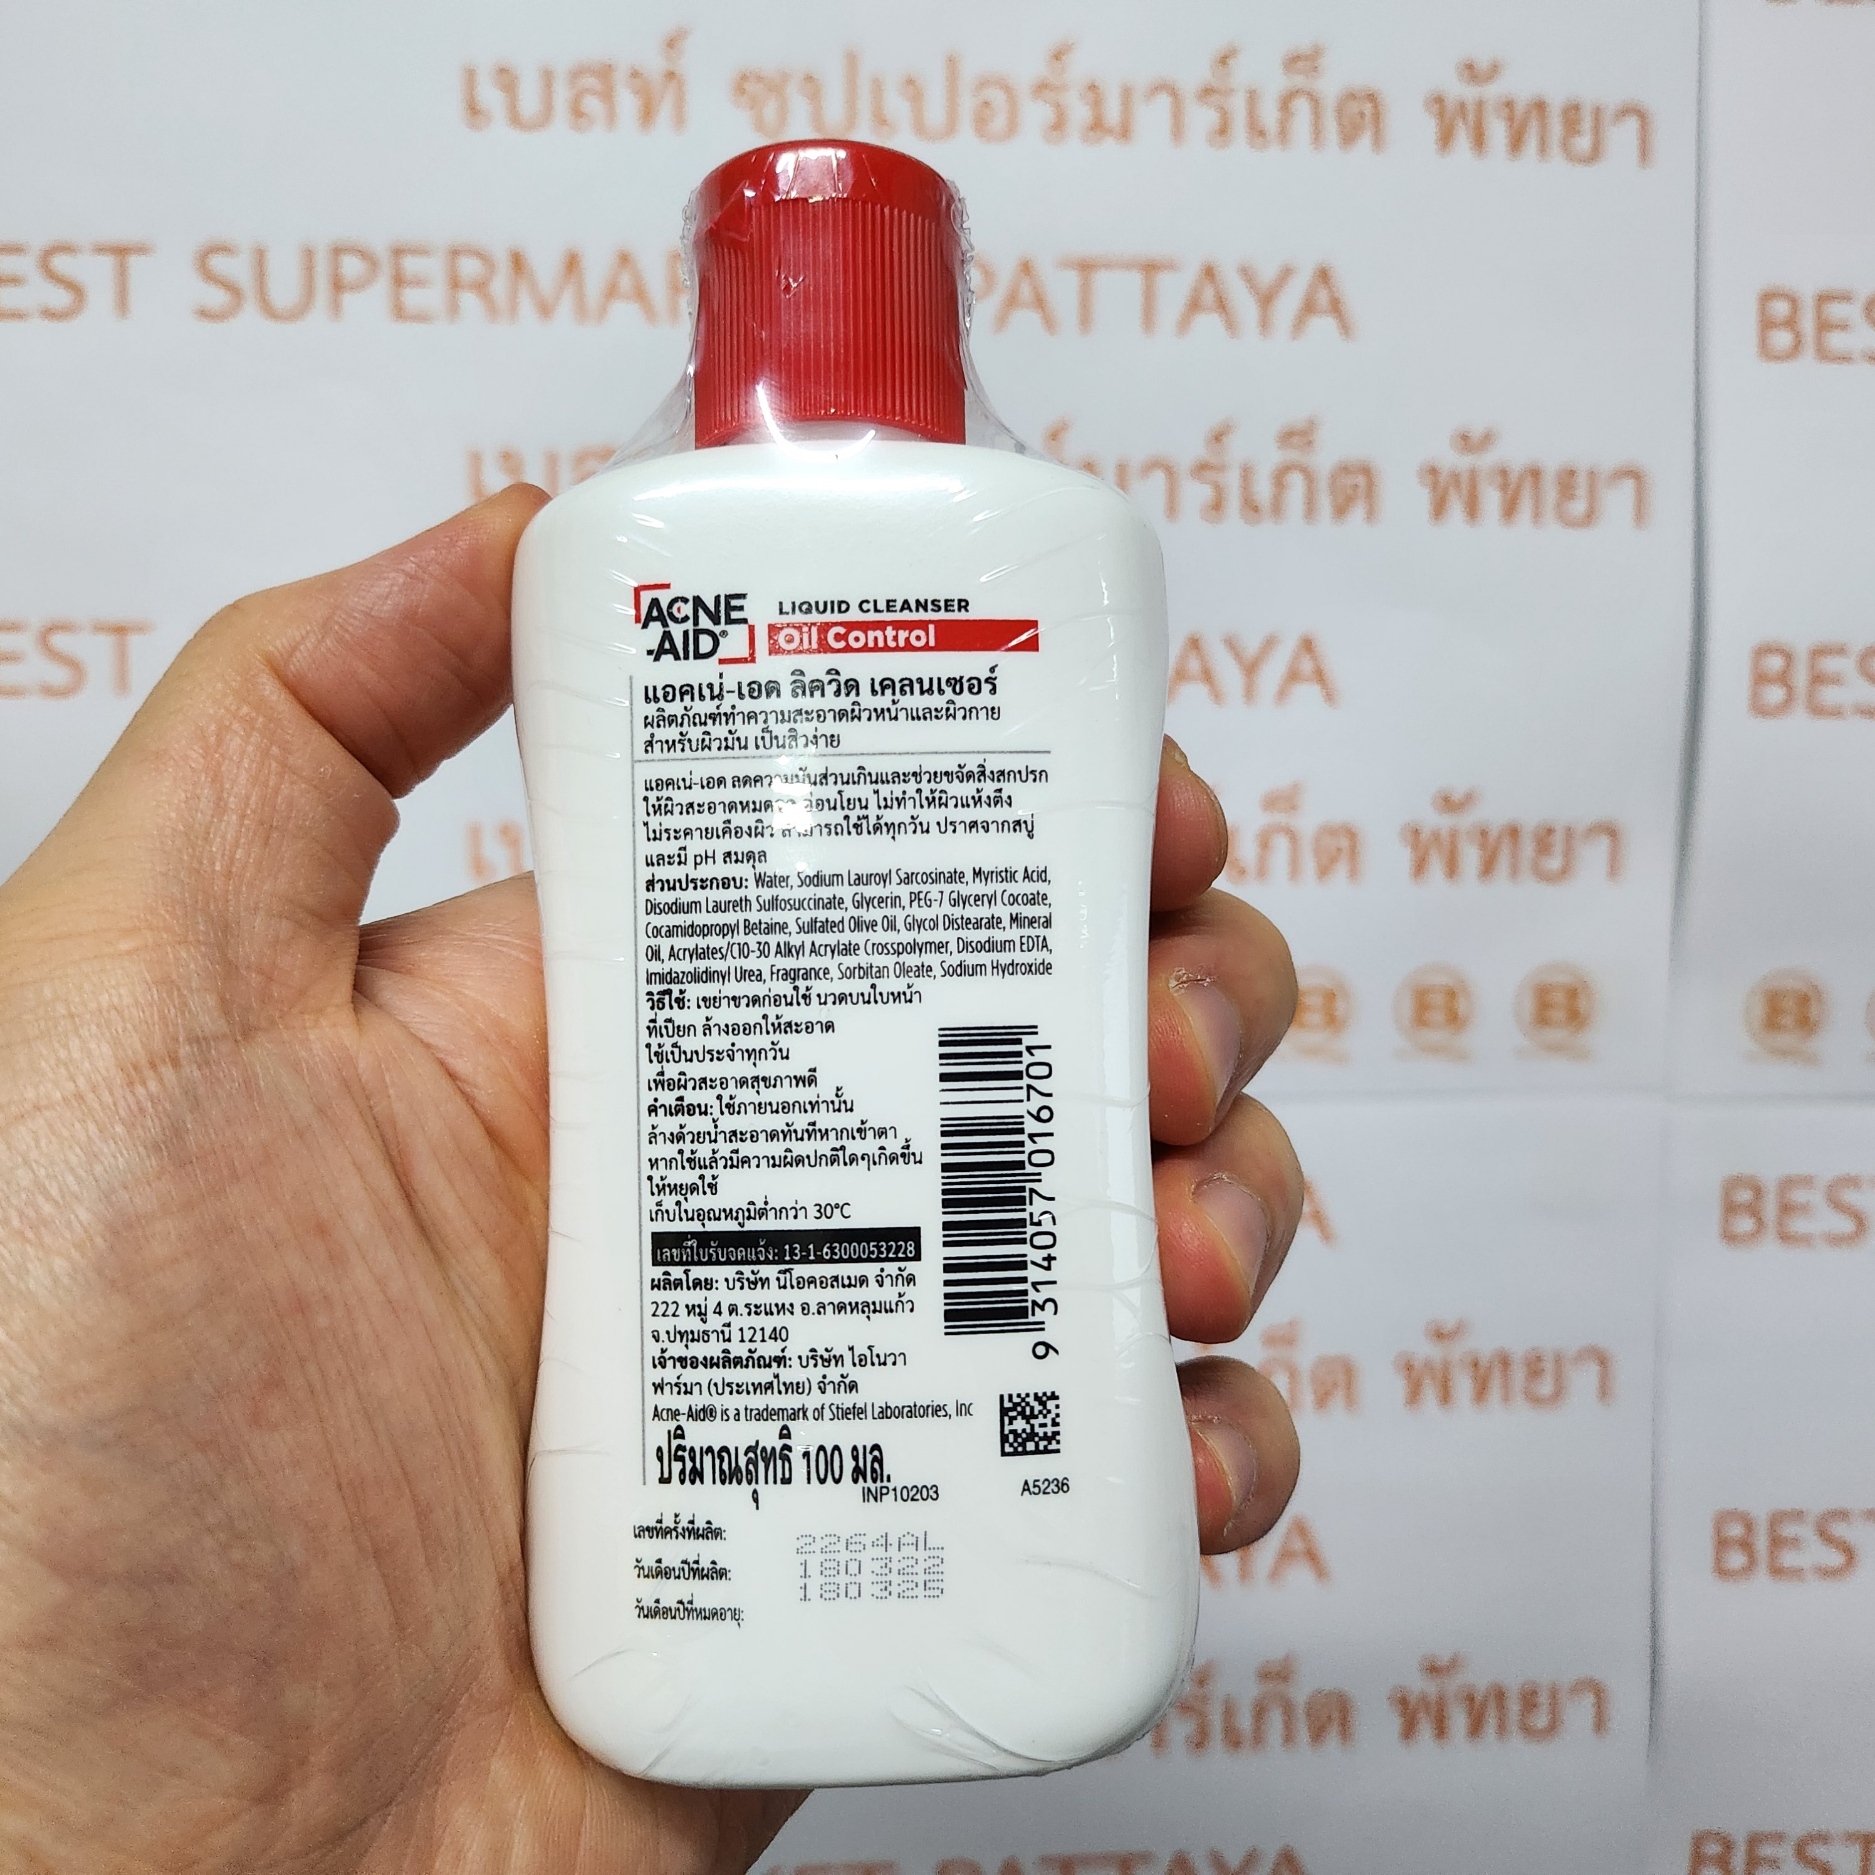 เบสท์ ซุปเปอร์มาร์เก็ต พัทยา
EST SUPERMAR PATTAYA
BES
ร์มาร์เก็ต พัทยา
EST
TAYA
BES
ร์เก็ต พัทยา
BES
เก็ต พัทยา
BEST
TAYA
ร์เก็ต พัทยา
BEST
PATTAYA
ACNE
-AID®
LIQUID CLEANSER
Oil Control
แอคเน่-เอด ลิควิด เคลนเซอร์
ผลิตภัณฑ์ทำความสะอาดผิวหน้าและผิวกาย
สำหรับผิวมัน เป็นสิวง่าย
แอคเน่-เอด ลดความมันส่วนเกินและช่วยขจัดสิ่งสกปรก
ให้ผิวสะอาดหมดจด อ่อนโยน ไม่ทำให้ผิวแห้งตึง
ไม่ระคายเคืองผิว สามารถใช้ได้ทุกวัน ปราศจากสบู่
และมี pH สมดุล
ส่วนประกอบ: Water, Sodium Lauroyl Sarcosinate, Myristic Acid,
Disodium Laureth Sulfosuccinate, Glycerin, PEG-7 Glyceryl Cocoate,
Cocamidopropyl Betaine, Sulfated Olive Oil, Glycol Distearate, Mineral
Oil, Acrylates/C10-30 Alkyl Acrylate Crosspolymer, Disodium EDTA,
Imidazolidinyl Urea, Fragrance, Sorbitan Oleate, Sodium Hydroxide
วิธีใช้: เขย่าขวดก่อนใช้ นวดบนใบหน้า
ที่เปียก ล้างออกให้สะอาด
ใช้เป็นประจำทุกวัน
เพื่อผิวสะอาดสุขภาพดี
คำเตือน: ใช้ภายนอกเท่านั้น
ล้างด้วยน้ำสะอาดทันทีหากเข้าตา
หากใช้แล้วมีความผิดปกติใดๆเกิดขึ้น
ให้หยุดใช้
เก็บในอุณหภูมิต่ำกว่า 30°C
เลขที่ใบรับจดแจ้ง: 13-1-6300053228
ผลิตโดย: บริษัท นีโอคอสเมด จำกัด
222 หมู่ 4 ต.ระแหง อ.ลาดหลุมแก้ว
จ.ปทุมธานี 12140
เจ้าของผลิตภัณฑ์: บริษัท ไอโนวา
ฟาร์มา (ประเทศไทย) จำกัด
Acne-Aid® is a trademark of Stiefel Laboratories, Inc
ปริมาณสุทธิ 100 มล.
INP10203
A5236
9 314057 016701
เลขที่ครั้งที่ผลิต: 2264AL
วันเดือนปีที่ผลิต: 180322
วันเดือนปีที่หมดอายุ: 180325